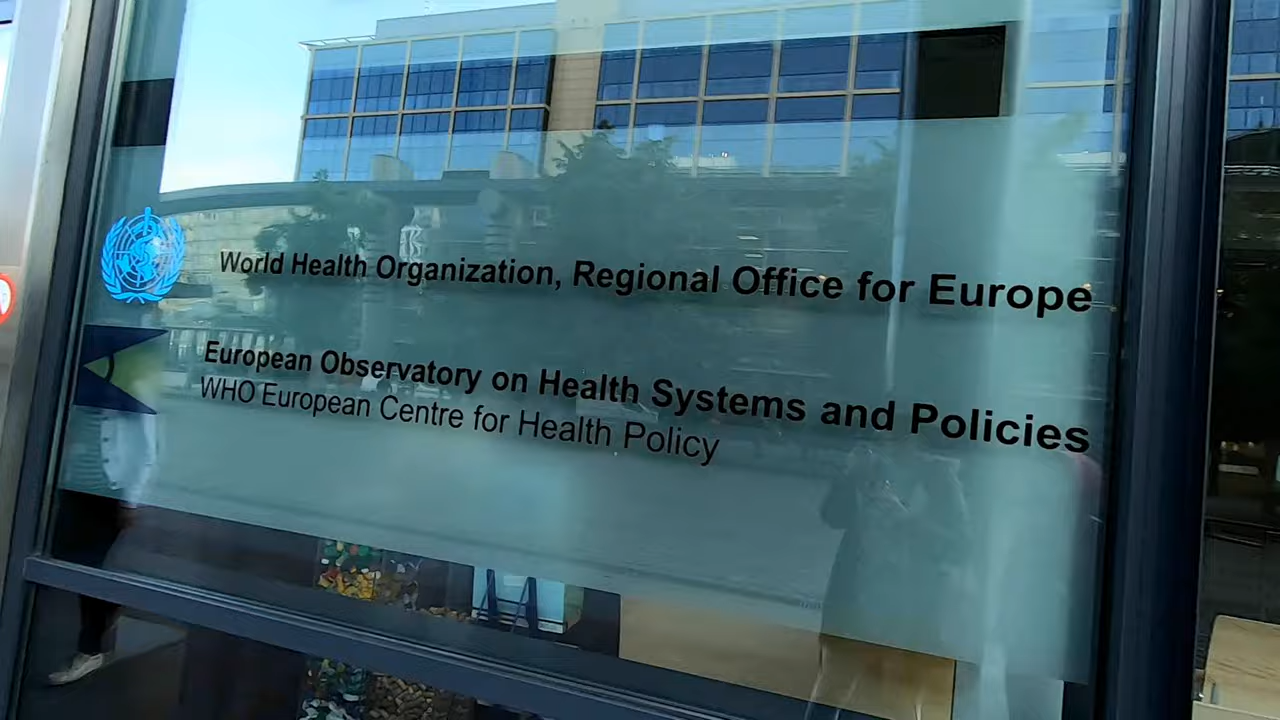 World Health Organization, Regional Office for Europe
European Observatory on Health Systems and Policies
WHO European Centre for Health Policy